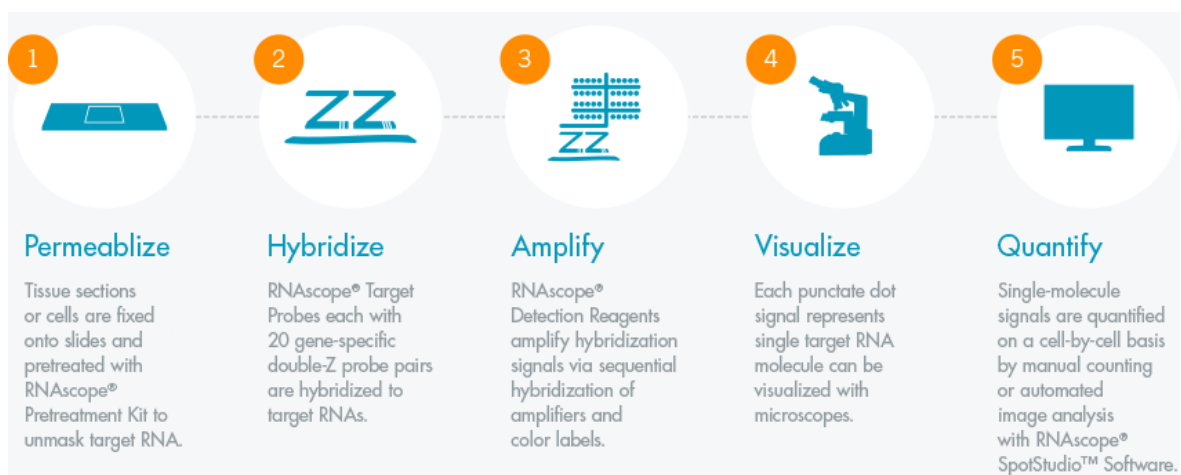 1
2
3
4
5
ZZ
ZZ
Permeablize
Tissue sections
or cells are fixed
onto slides and
pretreated with
RNAscope®
Pretreatment Kit to
unmask target RNA.
Hybridize
RNAscope® Target
Probes each with
20 gene-specific
double-Z probe pairs
are hybridized to
target RNAs.
Amplify
RNAscope®
Detection Reagents
amplify hybridization
signals via sequential
hybridization of
amplifiers and
color labels.
Visualize
Each punctate dot
signal represents
single target RNA
molecule can be
visualized with
microscopes.
Quantify
Single-molecule
signals are quantified
on a cell-by-cell basis
by manual counting
or automated
image analysis
with RNAscope®
SpotStudio™ Software.